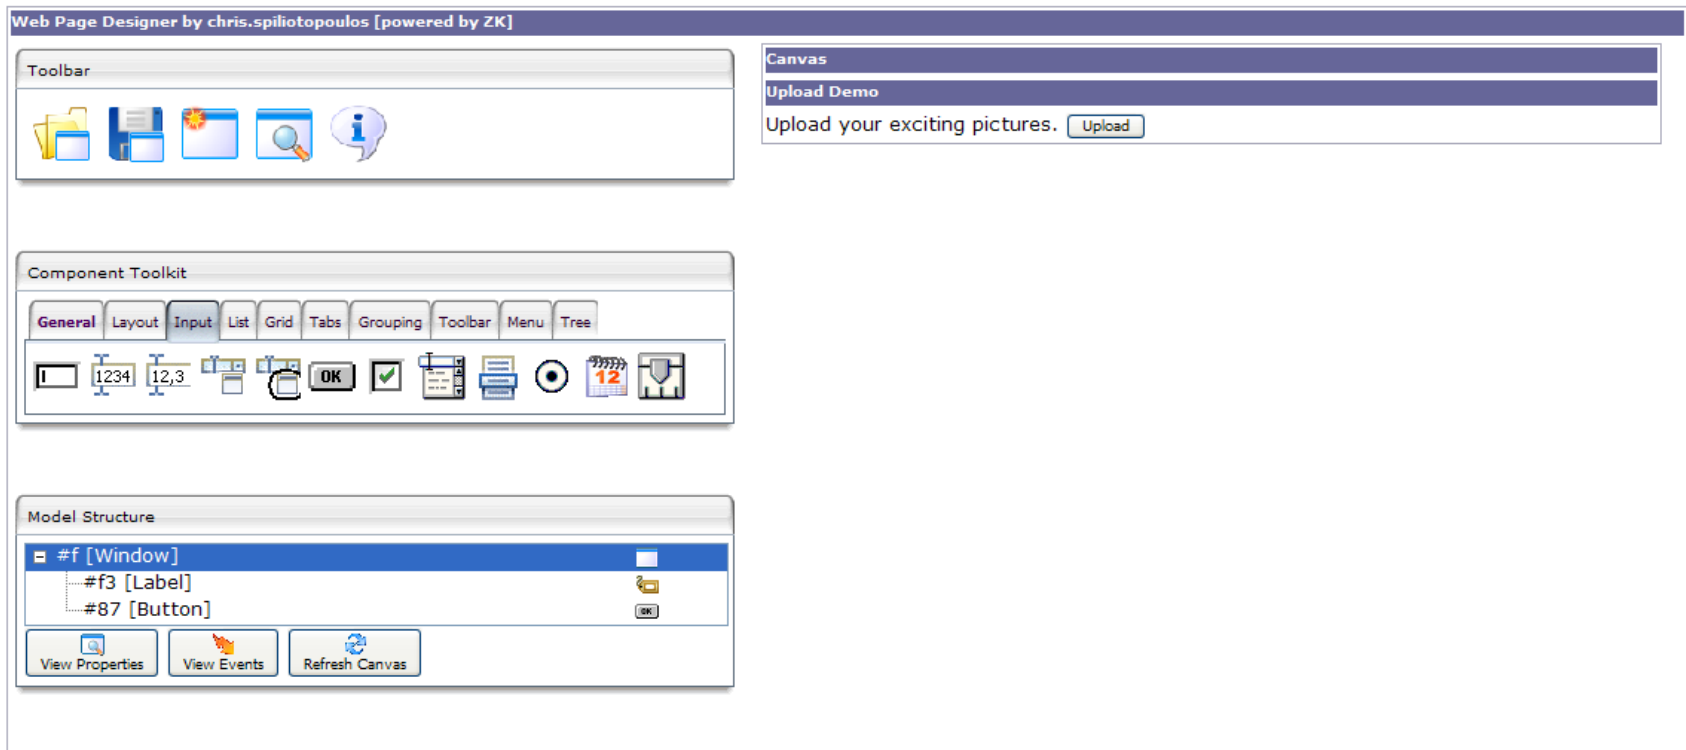 Web Page Designer by chris.spiliotopoulos [powered by ZK]
Toolbar
Component Toolkit
General Layout Input List Grid Tabs Grouping Toolbar Menu Tree
1234 12,3 OK 12
Model Structure
#f [Window]
#f3 [Label]
#87 [Button] OK
View Properties View Events Refresh Canvas
Canvas
Upload Demo
Upload your exciting pictures. Upload